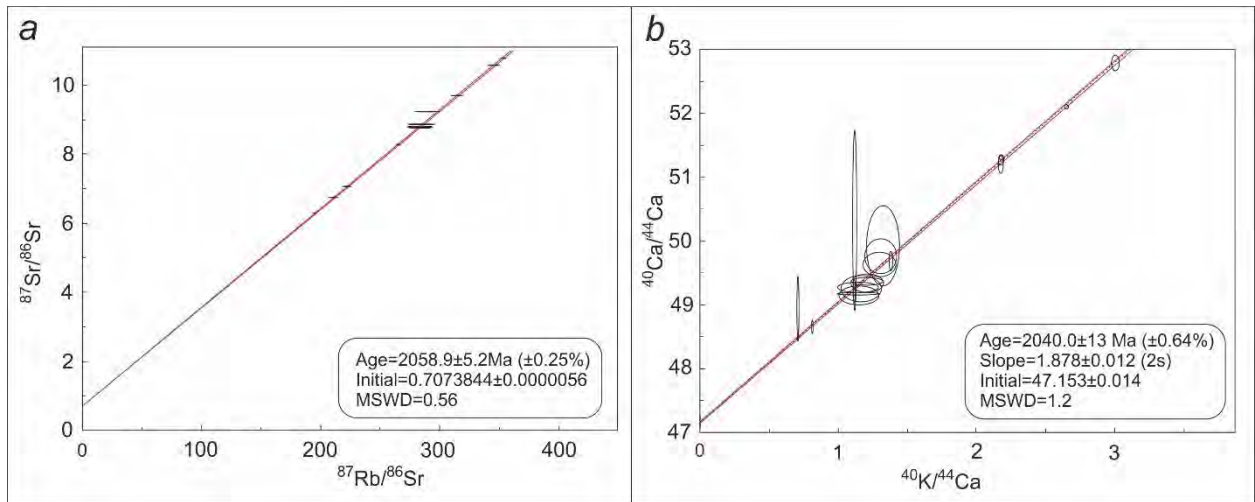 a
10
8
6
4
2
0
⁸⁷Sr/⁸⁶Sr
Age=2058.9±5.2Ma (±0.25%)
Initial=0.7073844±0.0000056
MSWD=0.56
0 100 200 300 400
⁸⁷Rb/⁸⁶Sr
b
53
52
51
50
49
48
47
⁴⁰Ca/⁴⁴Ca
Age=2040.0±13 Ma (±0.64%)
Slope=1.878±0.012 (2s)
Initial=47.153±0.014
MSWD=1.2
0 1 2 3
⁴⁰K/⁴⁴Ca